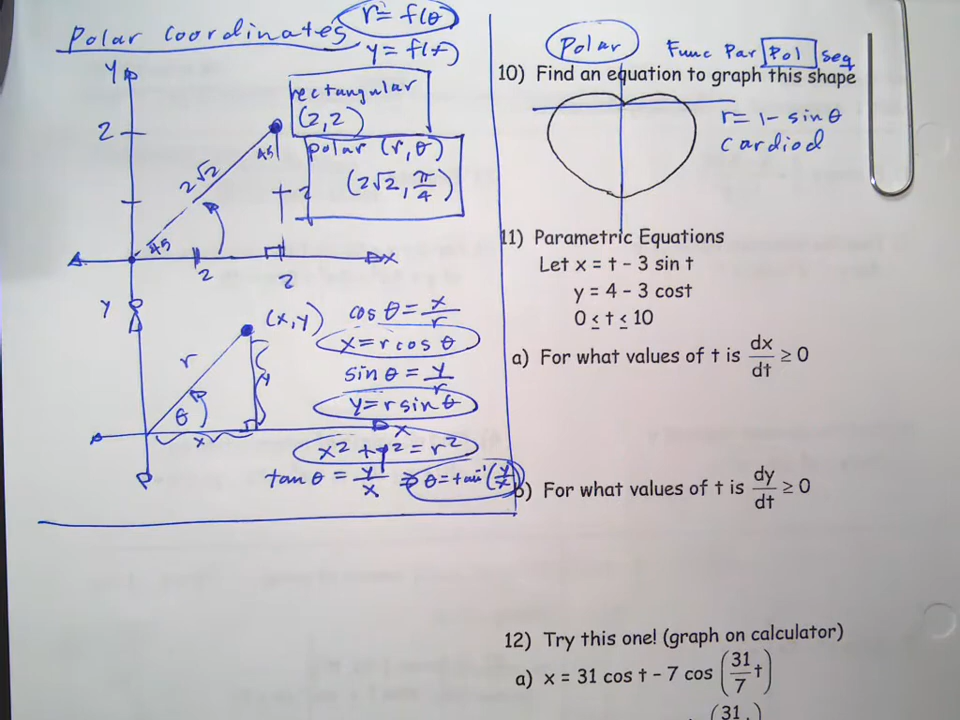 Polar coordinates
r = f(θ)
y = f(x)
y
rectangular
(2,2)
2
45
polar (r, θ)
(2√2, π/4)
2√2
2
45
2
2
x
y
(x,y)
r
y
θ
x
x
cos θ = x/r
x = r cos θ
sin θ = y/r
y = r sin θ
x² + y² = r²
tan θ = y/x ⇒ θ = tan⁻¹(y/x)
Polar Func Par Pol Seq
10) Find an equation to graph this shape
r = 1 - sin θ
Cardiod
11) Parametric Equations
Let x = t – 3 sin t
y = 4 – 3 cost
0 ≤ t ≤ 10
a) For what values of t is dx/dt ≥ 0
b) For what values of t is dy/dt ≥ 0
12) Try this one! (graph on calculator)
a) x = 31 cos t – 7 cos (31/7 t)
(31